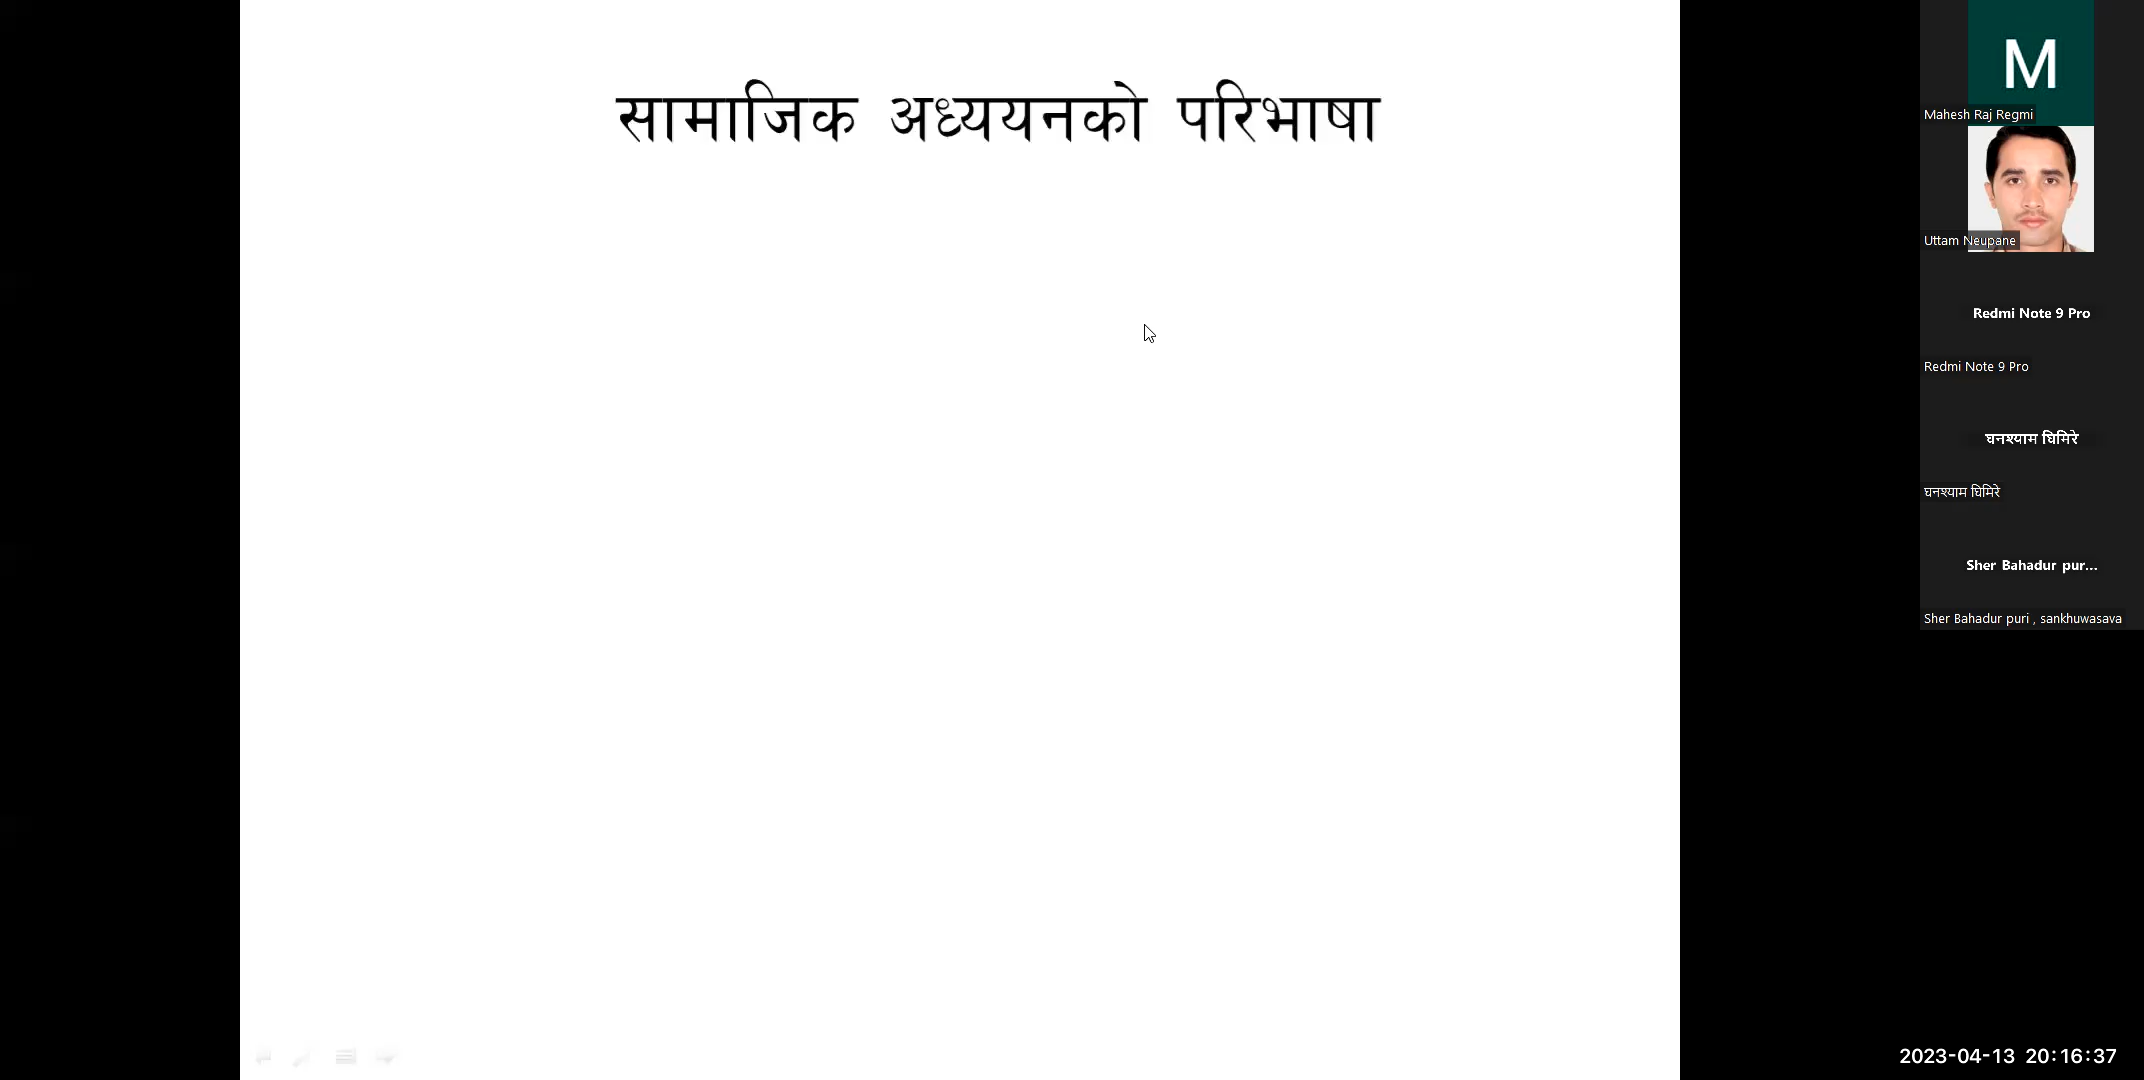 सामाजिक अध्ययनको परिभाषा
M
Mahesh Raj Regmi
Uttam Neupane
Redmi Note 9 Pro
Redmi Note 9 Pro
घनश्याम घिमिरे
घनश्याम घिमिरे
Sher Bahadur pur...
Sher Bahadur puri , sankhuwasava
2023-04-13 20:16:37